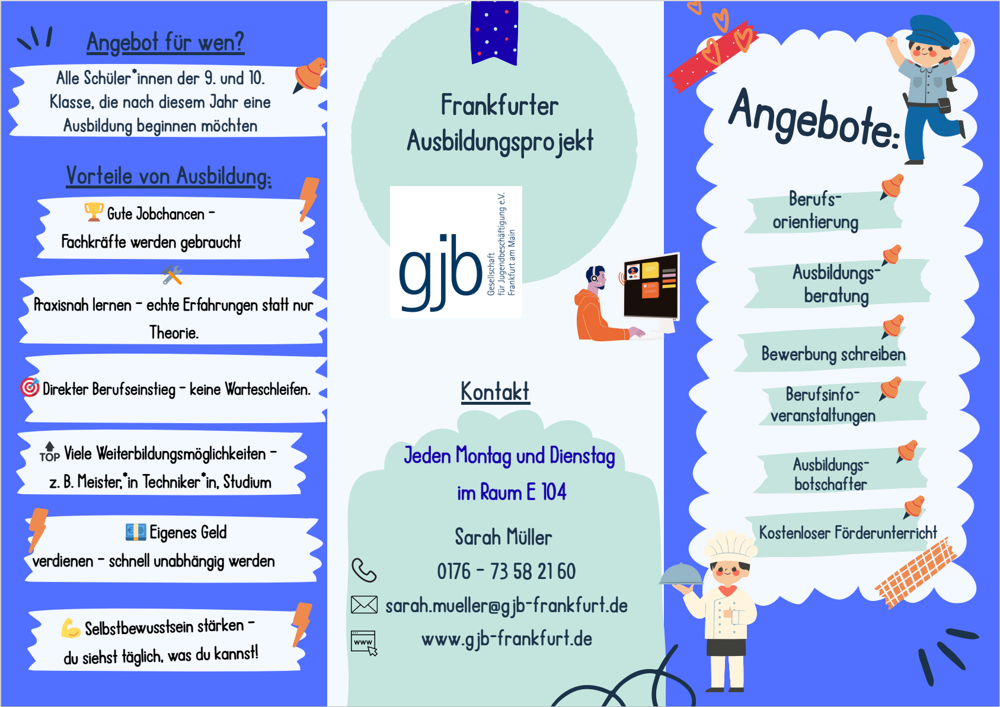 Angebot für wen?
Alle Schüler*innen der 9. und 10.
Klasse, die nach diesem Jahr eine
Ausbildung beginnen möchten
Vorteile von Ausbildung:
Gute Jobchancen –
Fachkräfte werden gebraucht
Praxisnah lernen – echte Erfahrungen statt nur
Theorie.
Direkter Berufseinstieg – keine Warteschleifen.
TOP Viele Weiterbildungsmöglichkeiten –
z. B. Meister,*in Techniker*in, Studium
Eigenes Geld
verdienen – schnell unabhängig werden
Selbstbewusstsein stärken –
du siehst täglich, was du kannst!
Frankfurter
Ausbildungsprojekt
gjb
Gesellschaft
für Jugendbeschäftigung e.V.
Frankfurt am Main
Kontakt
Jeden Montag und Dienstag
im Raum E 104
Sarah Müller
0176 – 73 58 21 60
sarah.mueller@gjb-frankfurt.de
www
www.gjb-frankfurt.de
Angebote:
Berufs-
orientierung
Ausbildungs-
beratung
Bewerbung schreiben
Berufsinfo-
veranstaltungen
Ausbildungs-
botschafter
Kostenloser Förderunterricht